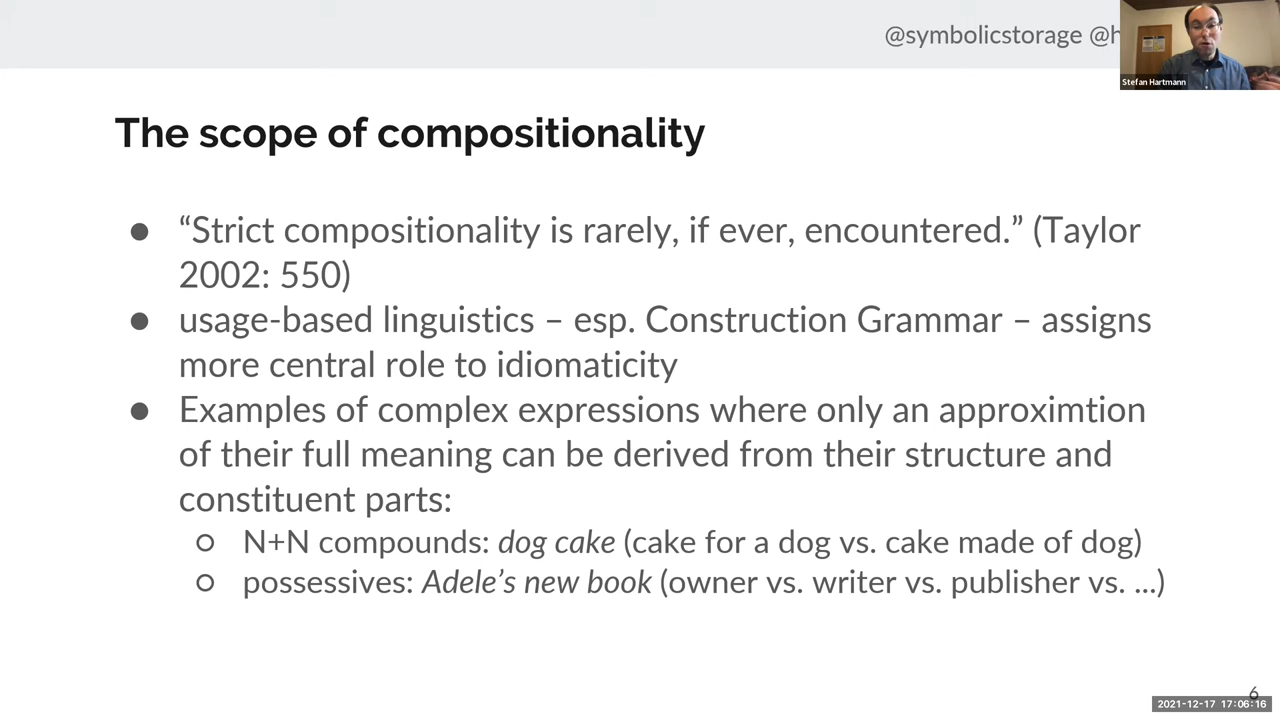 @symbolicstorage @h
Stefan Hartmann
The scope of compositionality
● “Strict compositionality is rarely, if ever, encountered.” (Taylor
2002: 550)
● usage-based linguistics – esp. Construction Grammar – assigns
more central role to idiomaticity
● Examples of complex expressions where only an approximtion
of their full meaning can be derived from their structure and
constituent parts:
○ N+N compounds: dog cake (cake for a dog vs. cake made of dog)
○ possessives: Adele’s new book (owner vs. writer vs. publisher vs. ...)
6
2021-12-17 17:06:16